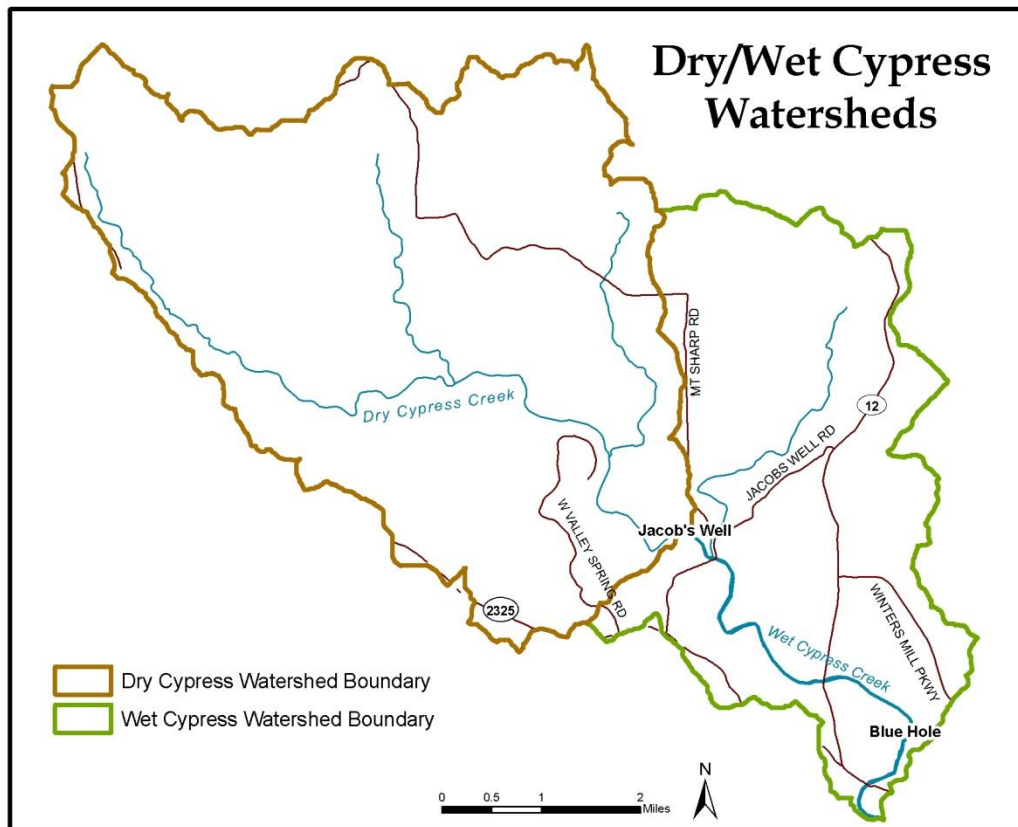 Dry/Wet Cypress
Watersheds
MT SHARP RD
Dry Cypress Creek
12
JACOBS WELL RD
W VALLEY SPRING RD
Jacob's Well
2325
WINTERS MILL PKWY
Wet Cypress Creek
Dry Cypress Watershed Boundary
Wet Cypress Watershed Boundary
Blue Hole
N
0 0.5 1 2
Miles